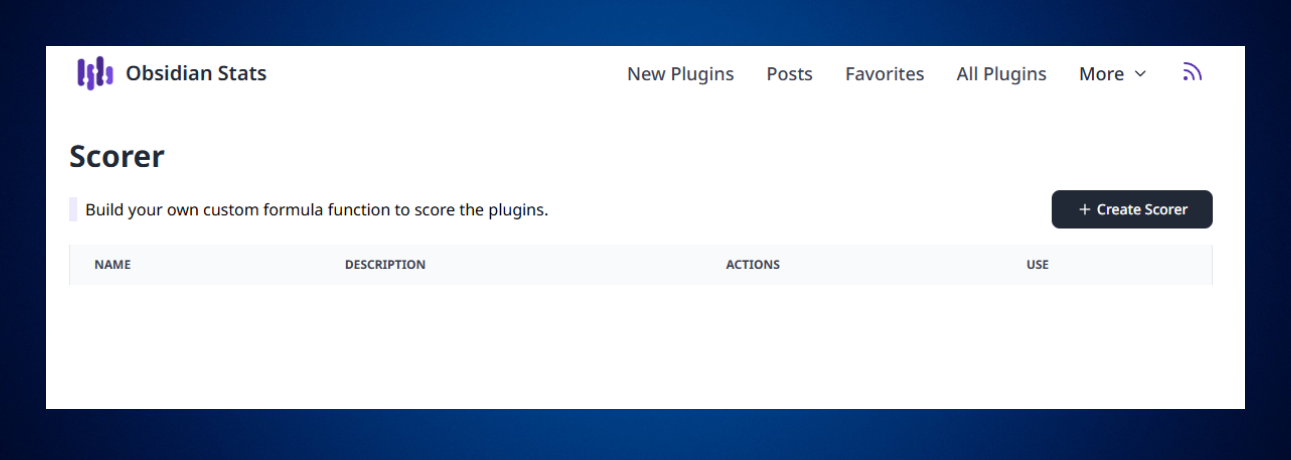 Obsidian Stats New Plugins Posts Favorites All Plugins More
Scorer
Build your own custom formula function to score the plugins. + Create Scorer
NAME DESCRIPTION ACTIONS USE